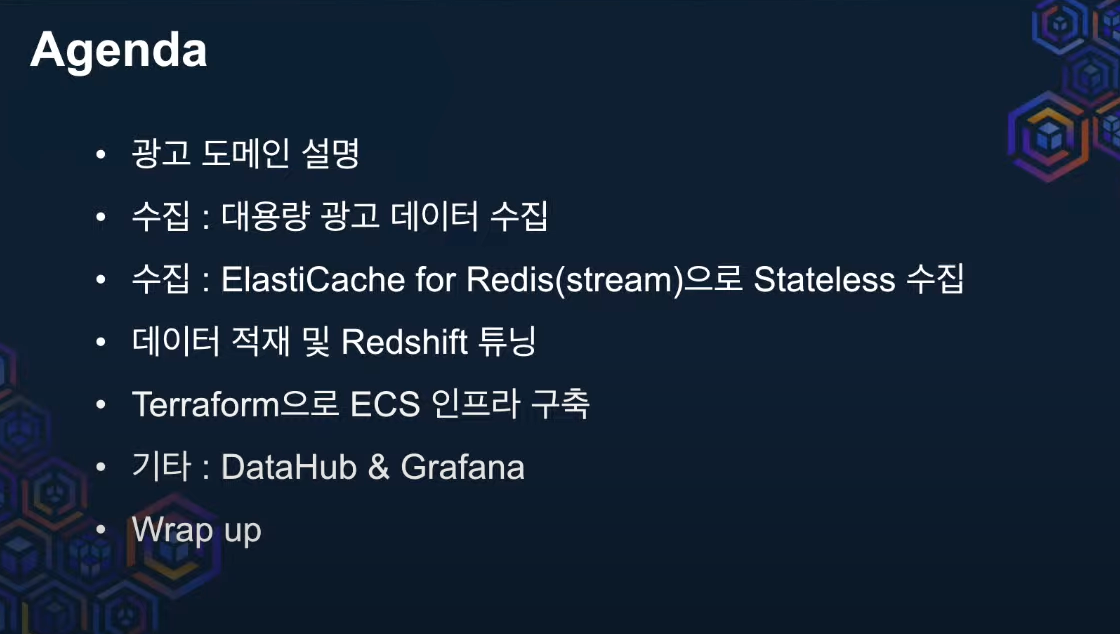 Agenda
• 광고 도메인 설명
• 수집 : 대용량 광고 데이터 수집
• 수집 : ElastiCache for Redis(stream)으로 Stateless 수집
• 데이터 적재 및 Redshift 튜닝
• Terraform으로 ECS 인프라 구축
• 기타 : DataHub & Grafana
• Wrap up